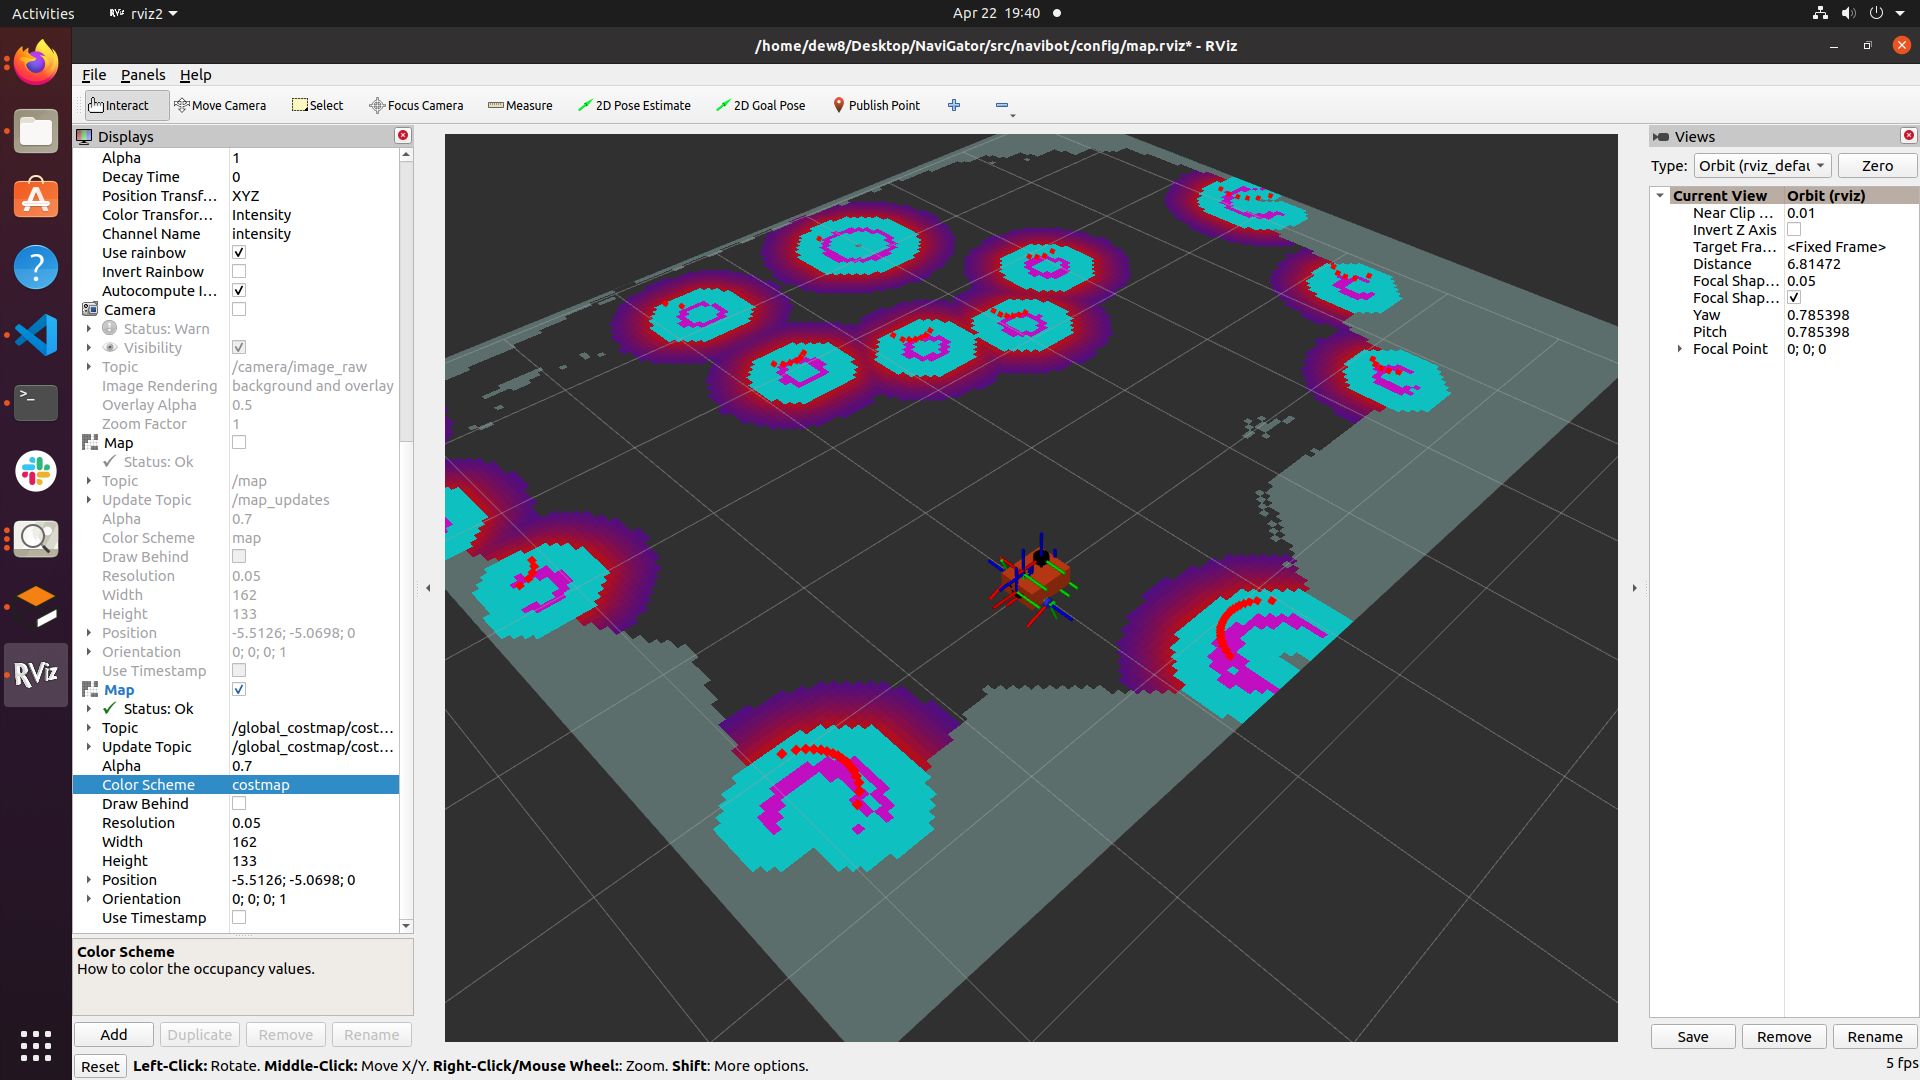 Activities
rviz2
Apr 22 19:40
/home/dew8/Desktop/NaviGator/src/navibot/config/map.rviz* - RViz
File Panels Help
Interact Move Camera Select Focus Camera Measure 2D Pose Estimate 2D Goal Pose Publish Point
Displays
Alpha 1
Decay Time 0
Position Transf... XYZ
Color Transfor... Intensity
Channel Name intensity
Use rainbow
Invert Rainbow
Autocompute I...
Camera
Status: Warn
Visibility
Topic /camera/image_raw
Image Rendering background and overlay
Overlay Alpha 0.5
Zoom Factor 1
Map
Status: Ok
Topic /map
Update Topic /map_updates
Alpha 0.7
Color Scheme map
Draw Behind
Resolution 0.05
Width 162
Height 133
Position -5.5126; -5.0698; 0
Orientation 0; 0; 0; 1
Use Timestamp
Map
Status: Ok
Topic /global_costmap/cost...
Update Topic /global_costmap/cost...
Alpha 0.7
Color Scheme costmap
Draw Behind
Resolution 0.05
Width 162
Height 133
Position -5.5126; -5.0698; 0
Orientation 0; 0; 0; 1
Use Timestamp
Color Scheme
How to color the occupancy values.
Add Duplicate Remove Rename
Reset Left-Click: Rotate. Middle-Click: Move X/Y. Right-Click/Mouse Wheel:: Zoom. Shift: More options.
Views
Type: Orbit (rviz_defau Zero
Current View Orbit (rviz)
Near Clip ... 0.01
Invert Z Axis
Target Fra... <Fixed Frame>
Distance 6.81472
Focal Shap... 0.05
Focal Shap...
Yaw 0.785398
Pitch 0.785398
Focal Point 0; 0; 0
Save Remove Rename
5 fps
RViz